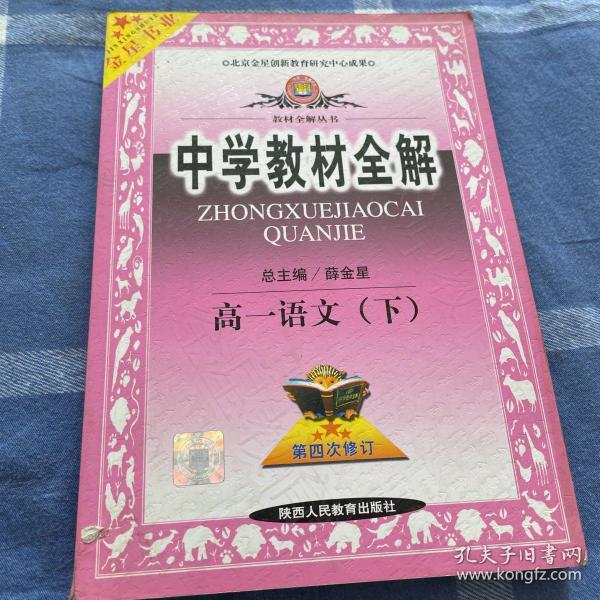 金星书业
◎北京金星创新教育研究中心成果◎
教材全解丛书
中学教材全解
ZHONGXUEJIAOCAI
QUANJIE
总主编/薛金星
高一语文（下）
第四次修订
陕西人民教育出版社
孔夫子旧书网
www.kongfz.com